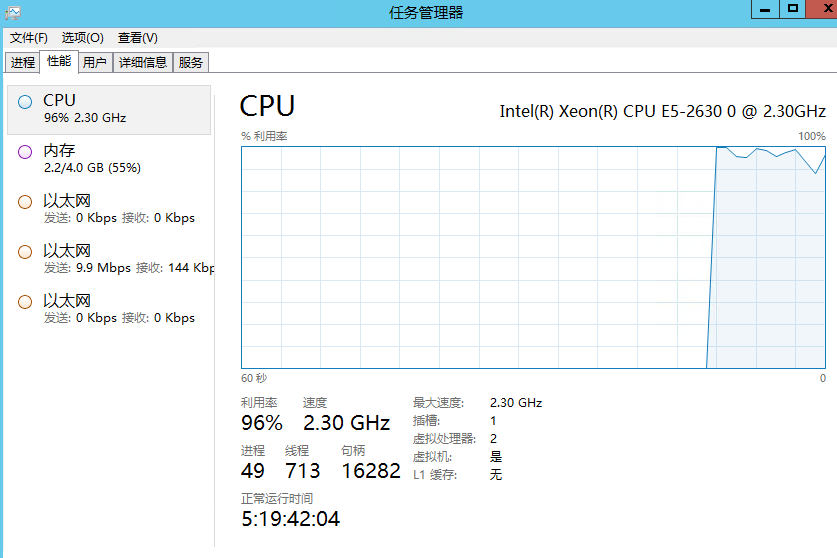 任务管理器
文件(F) 选项(O) 查看(V)
进程 性能 用户 详细信息 服务
CPU
96% 2.30 GHz
内存
2.2/4.0 GB (55%)
以太网
发送: 0 Kbps 接收: 0 Kbps
以太网
发送: 9.9 Mbps 接收: 144 Kbp
以太网
发送: 0 Kbps 接收: 0 Kbps
CPU
Intel(R) Xeon(R) CPU E5-2630 0 @ 2.30GHz
% 利用率 100%
60 秒 0
利用率 速度
96% 2.30 GHz
进程 线程 句柄
49 713 16282
正常运行时间
5:19:42:04
最大速度: 2.30 GHz
插槽: 1
虚拟处理器: 2
虚拟机: 是
L1 缓存: 无